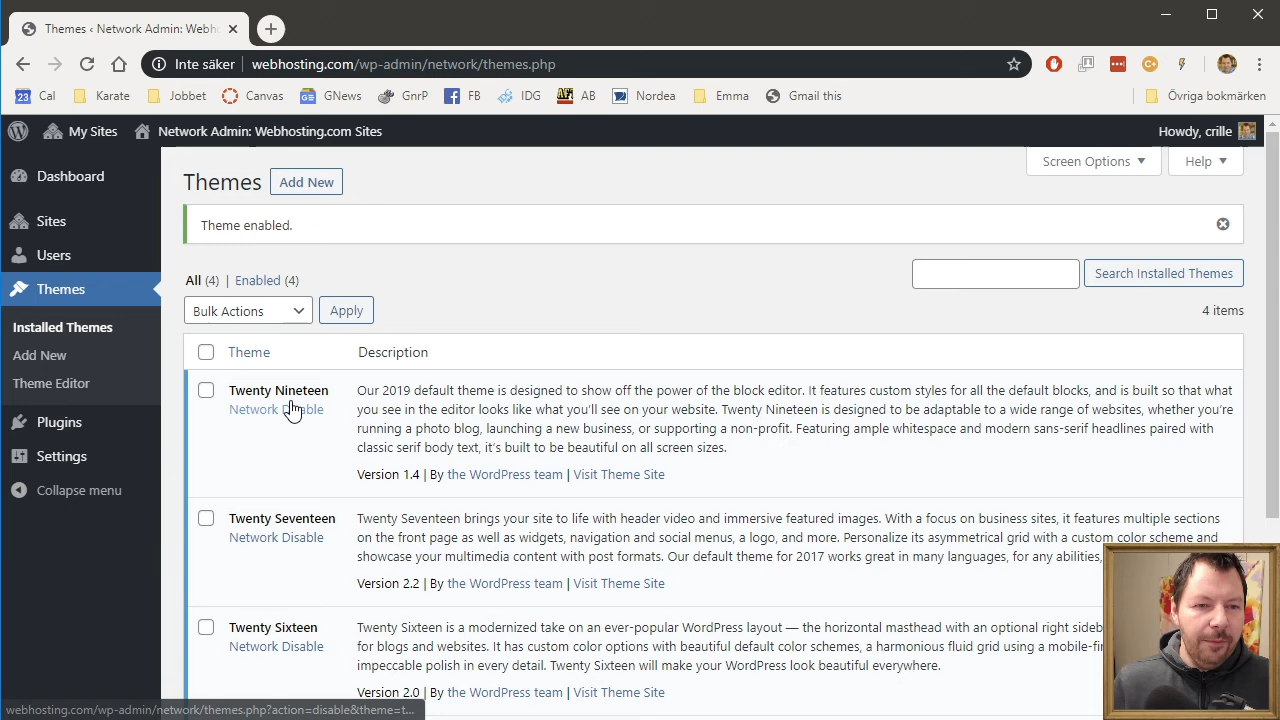 Themes ‹ Network Admin: Webho
Inte säker
webhosting.com/wp-admin/network/themes.php
23 Cal
Karate
Jobbet
Canvas
GNews
GnrP
FB
IDG
AB
Nordea
Emma
Gmail this
Övriga bokmärken
My Sites
Network Admin: Webhosting.com Sites
Howdy, crille
Dashboard
Sites
Users
Themes
Installed Themes
Add New
Theme Editor
Plugins
Settings
Collapse menu
Screen Options
Help
Themes
Add New
Theme enabled.
All (4) | Enabled (4)
Search Installed Themes
Bulk Actions
Apply
4 items
Theme
Description
Twenty Nineteen
Network Disable
Our 2019 default theme is designed to show off the power of the block editor. It features custom styles for all the default blocks, and is built so that what
you see in the editor looks like what you'll see on your website. Twenty Nineteen is designed to be adaptable to a wide range of websites, whether you're
running a photo blog, launching a new business, or supporting a non-profit. Featuring ample whitespace and modern sans-serif headlines paired with
classic serif body text, it's built to be beautiful on all screen sizes.
Version 1.4 | By the WordPress team | Visit Theme Site
Twenty Seventeen
Network Disable
Twenty Seventeen brings your site to life with header video and immersive featured images. With a focus on business sites, it features multiple sections
on the front page as well as widgets, navigation and social menus, a logo, and more. Personalize its asymmetrical grid with a custom color scheme and
showcase your multimedia content with post formats. Our default theme for 2017 works great in many languages, for any abilities,
Version 2.2 | By the WordPress team | Visit Theme Site
Twenty Sixteen
Network Disable
Twenty Sixteen is a modernized take on an ever-popular WordPress layout — the horizontal masthead with an optional right sideb
for blogs and websites. It has custom color options with beautiful default color schemes, a harmonious fluid grid using a mobile-fir
impeccable polish in every detail. Twenty Sixteen will make your WordPress look beautiful everywhere.
Version 2.0 | By the WordPress team | Visit Theme Site
webhosting.com/wp-admin/network/themes.php?action=disable&theme=t...